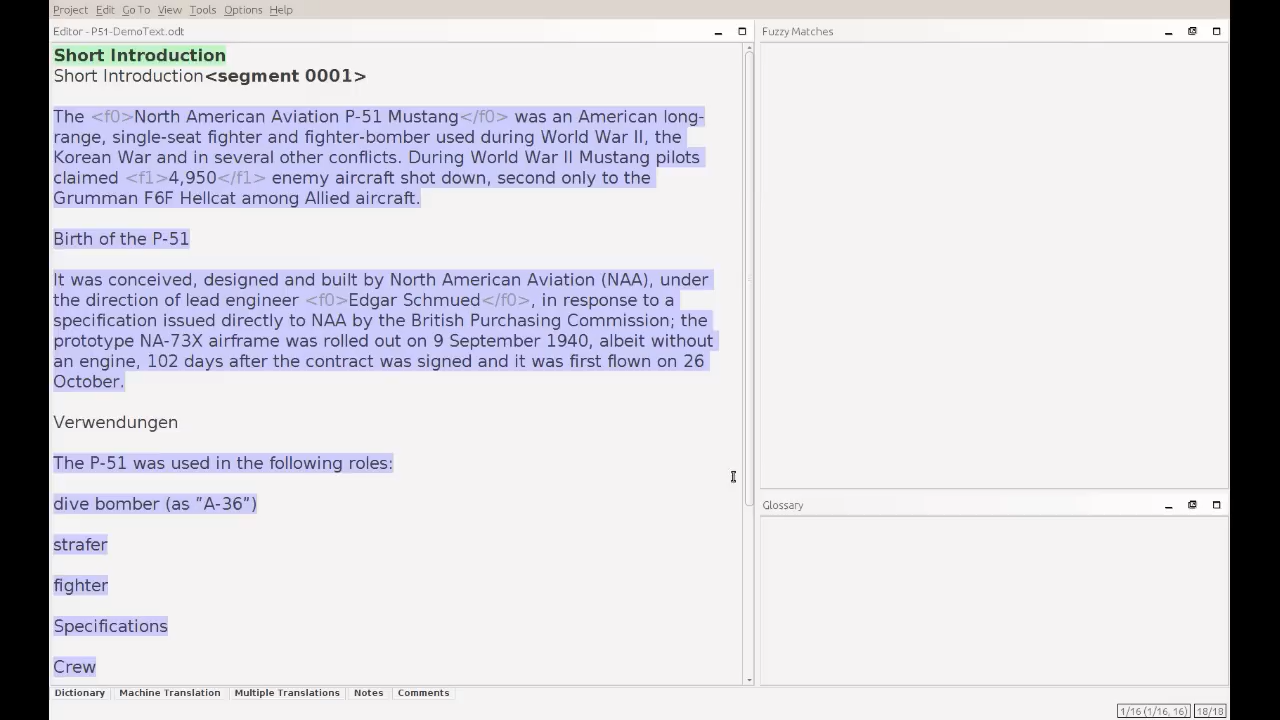 Project Edit Go To View Tools Options Help
Editor - P51-DemoText.odt
Fuzzy Matches
Short Introduction
Short Introduction<segment 0001>
The <f0>North American Aviation P-51 Mustang</f0> was an American long-
range, single-seat fighter and fighter-bomber used during World War II, the
Korean War and in several other conflicts. During World War II Mustang pilots
claimed <f1>4,950</f1> enemy aircraft shot down, second only to the
Grumman F6F Hellcat among Allied aircraft.
Birth of the P-51
It was conceived, designed and built by North American Aviation (NAA), under
the direction of lead engineer <f0>Edgar Schmued</f0>, in response to a
specification issued directly to NAA by the British Purchasing Commission; the
prototype NA-73X airframe was rolled out on 9 September 1940, albeit without
an engine, 102 days after the contract was signed and it was first flown on 26
October.
Verwendungen
The P-51 was used in the following roles:
dive bomber (as "A-36")
strafer
fighter
Specifications
Crew
Glossary
Dictionary Machine Translation Multiple Translations Notes Comments
1/16 (1/16, 16) 18/18